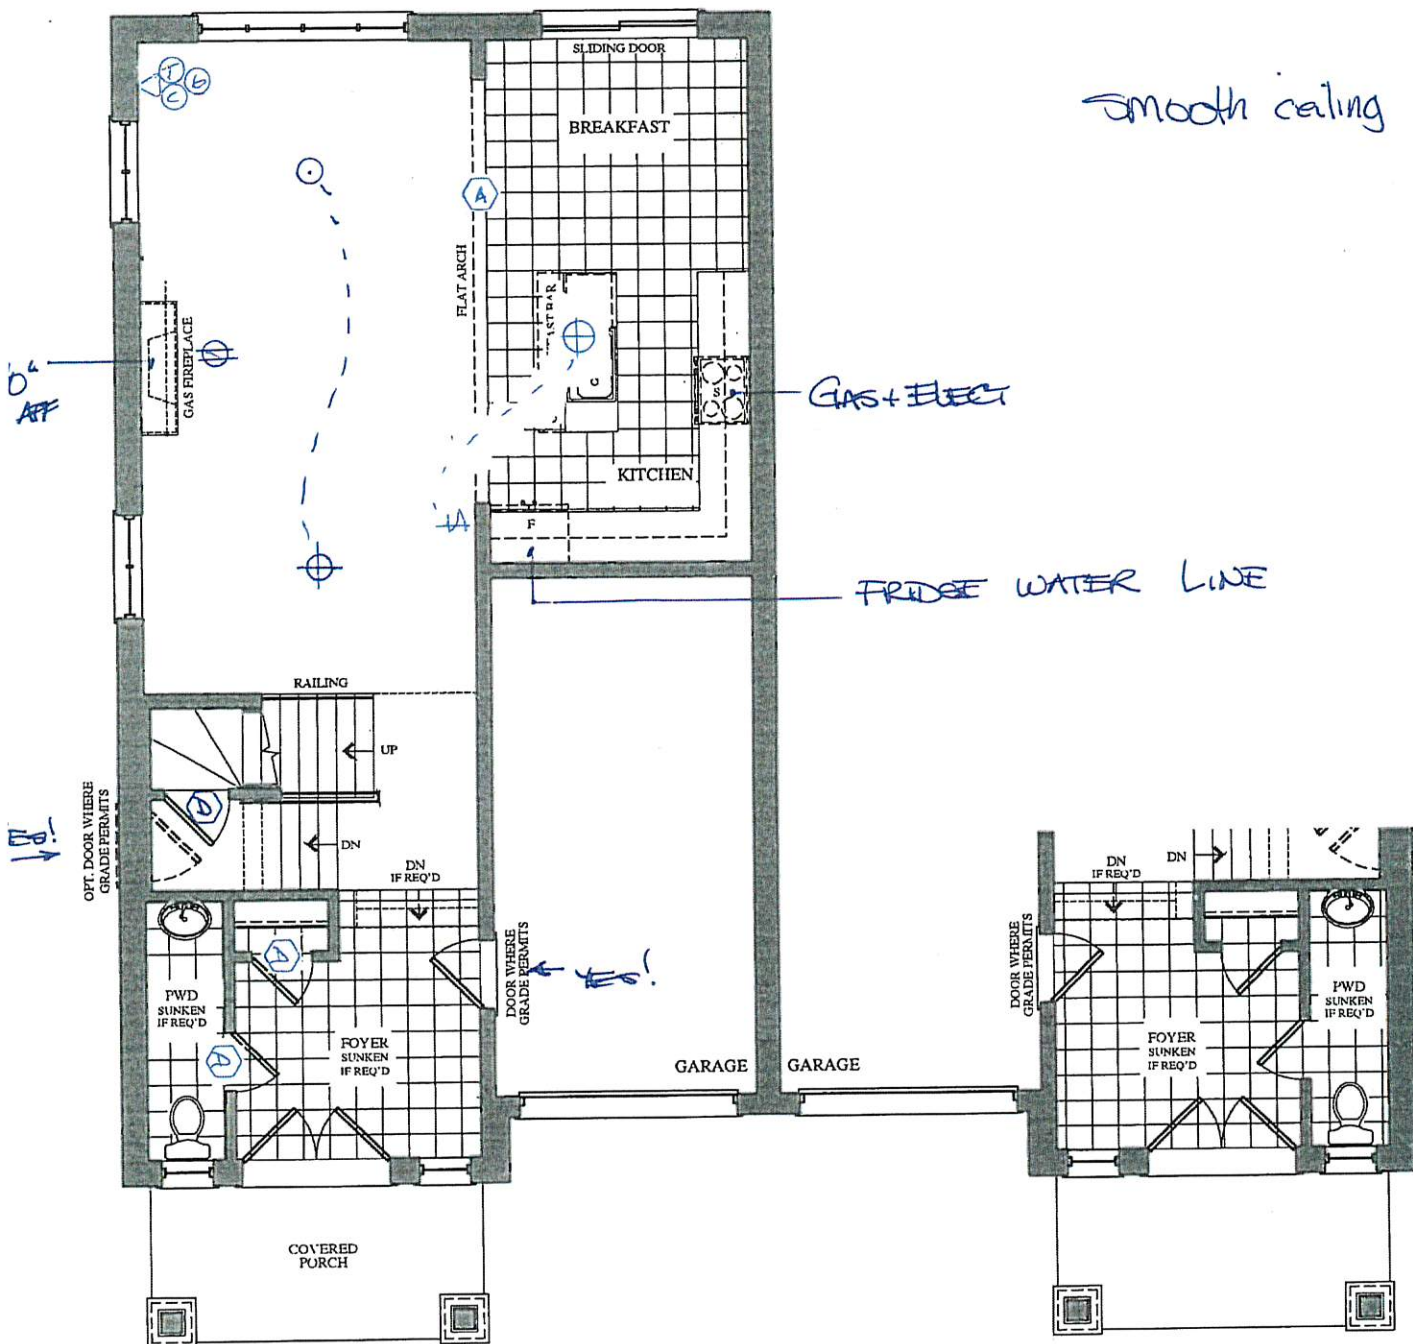 SLIDING DOOR
smooth ceiling
T
6
C
BREAKFAST
A
FLAT ARCH
GAS FIREPLACE
0"
AFF
GAS + ELECT
KITCHEN
F
FRIDGE WATER LINE
RAILING
UP
OPT. DOOR WHERE
GRADE PERMITS
D
DN
DN
IF REQ'D
DN
IF REQ'D
DN
D
DOOR WHERE
GRADE PERMITS
YES!
DOOR WHERE
GRADE PERMITS
PWD
SUNKEN
IF REQ'D
D
FOYER
SUNKEN
IF REQ'D
FOYER
SUNKEN
IF REQ'D
PWD
SUNKEN
IF REQ'D
GARAGE
GARAGE
COVERED
PORCH